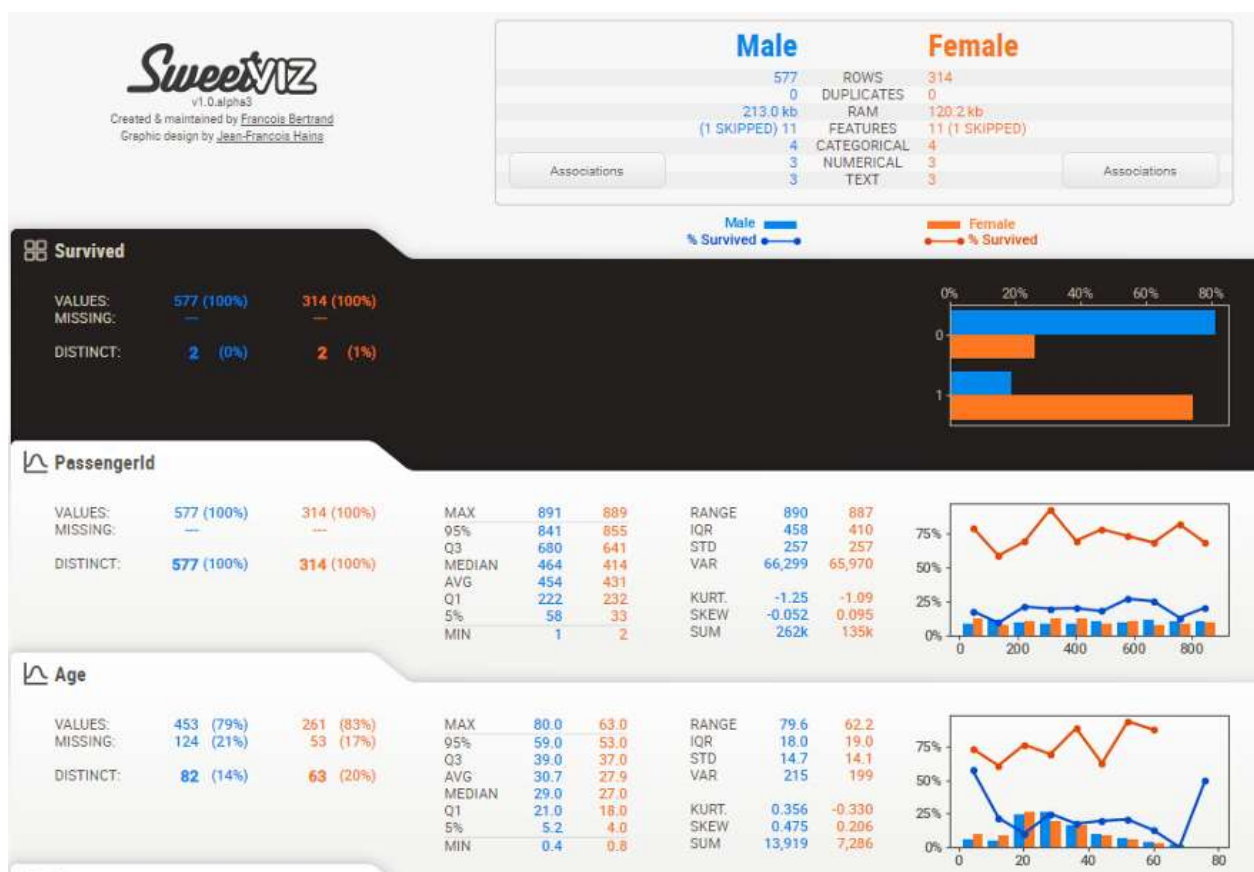 SweetVIZ
v1.0.alpha3
Created & maintained by Francois Bertrand
Graphic design by Jean-Francois Hains
Male Female
577 ROWS 314
0 DUPLICATES 0
213.0 kb RAM 120.2 kb
(1 SKIPPED) 11 FEATURES 11 (1 SKIPPED)
4 CATEGORICAL 4
3 NUMERICAL 3
3 TEXT 3
Associations Associations
Male Female
% Survived % Survived
Survived
VALUES: 577 (100%) 314 (100%)
MISSING: --- ---
DISTINCT: 2 (0%) 2 (1%)
0% 20% 40% 60% 80%
0
1
PassengerId
VALUES: 577 (100%) 314 (100%)
MISSING: --- ---
DISTINCT: 577 (100%) 314 (100%)
MAX 891 889
95% 841 855
Q3 680 641
MEDIAN 464 414
AVG 454 431
Q1 222 232
5% 58 33
MIN 1 2
RANGE 890 887
IQR 458 410
STD 257 257
VAR 66,299 65,970
KURT. -1.25 -1.09
SKEW -0.052 0.095
SUM 262k 135k
75%
50%
25%
0%
0 200 400 600 800
Age
VALUES: 453 (79%) 261 (83%)
MISSING: 124 (21%) 53 (17%)
DISTINCT: 82 (14%) 63 (20%)
MAX 80.0 63.0
95% 59.0 53.0
Q3 39.0 37.0
AVG 30.7 27.9
MEDIAN 29.0 27.0
Q1 21.0 18.0
5% 5.2 4.0
MIN 0.4 0.8
RANGE 79.6 62.2
IQR 18.0 19.0
STD 14.7 14.1
VAR 215 199
KURT. 0.356 -0.330
SKEW 0.475 0.206
SUM 13,919 7,286
75%
50%
25%
0%
0 20 40 60 80